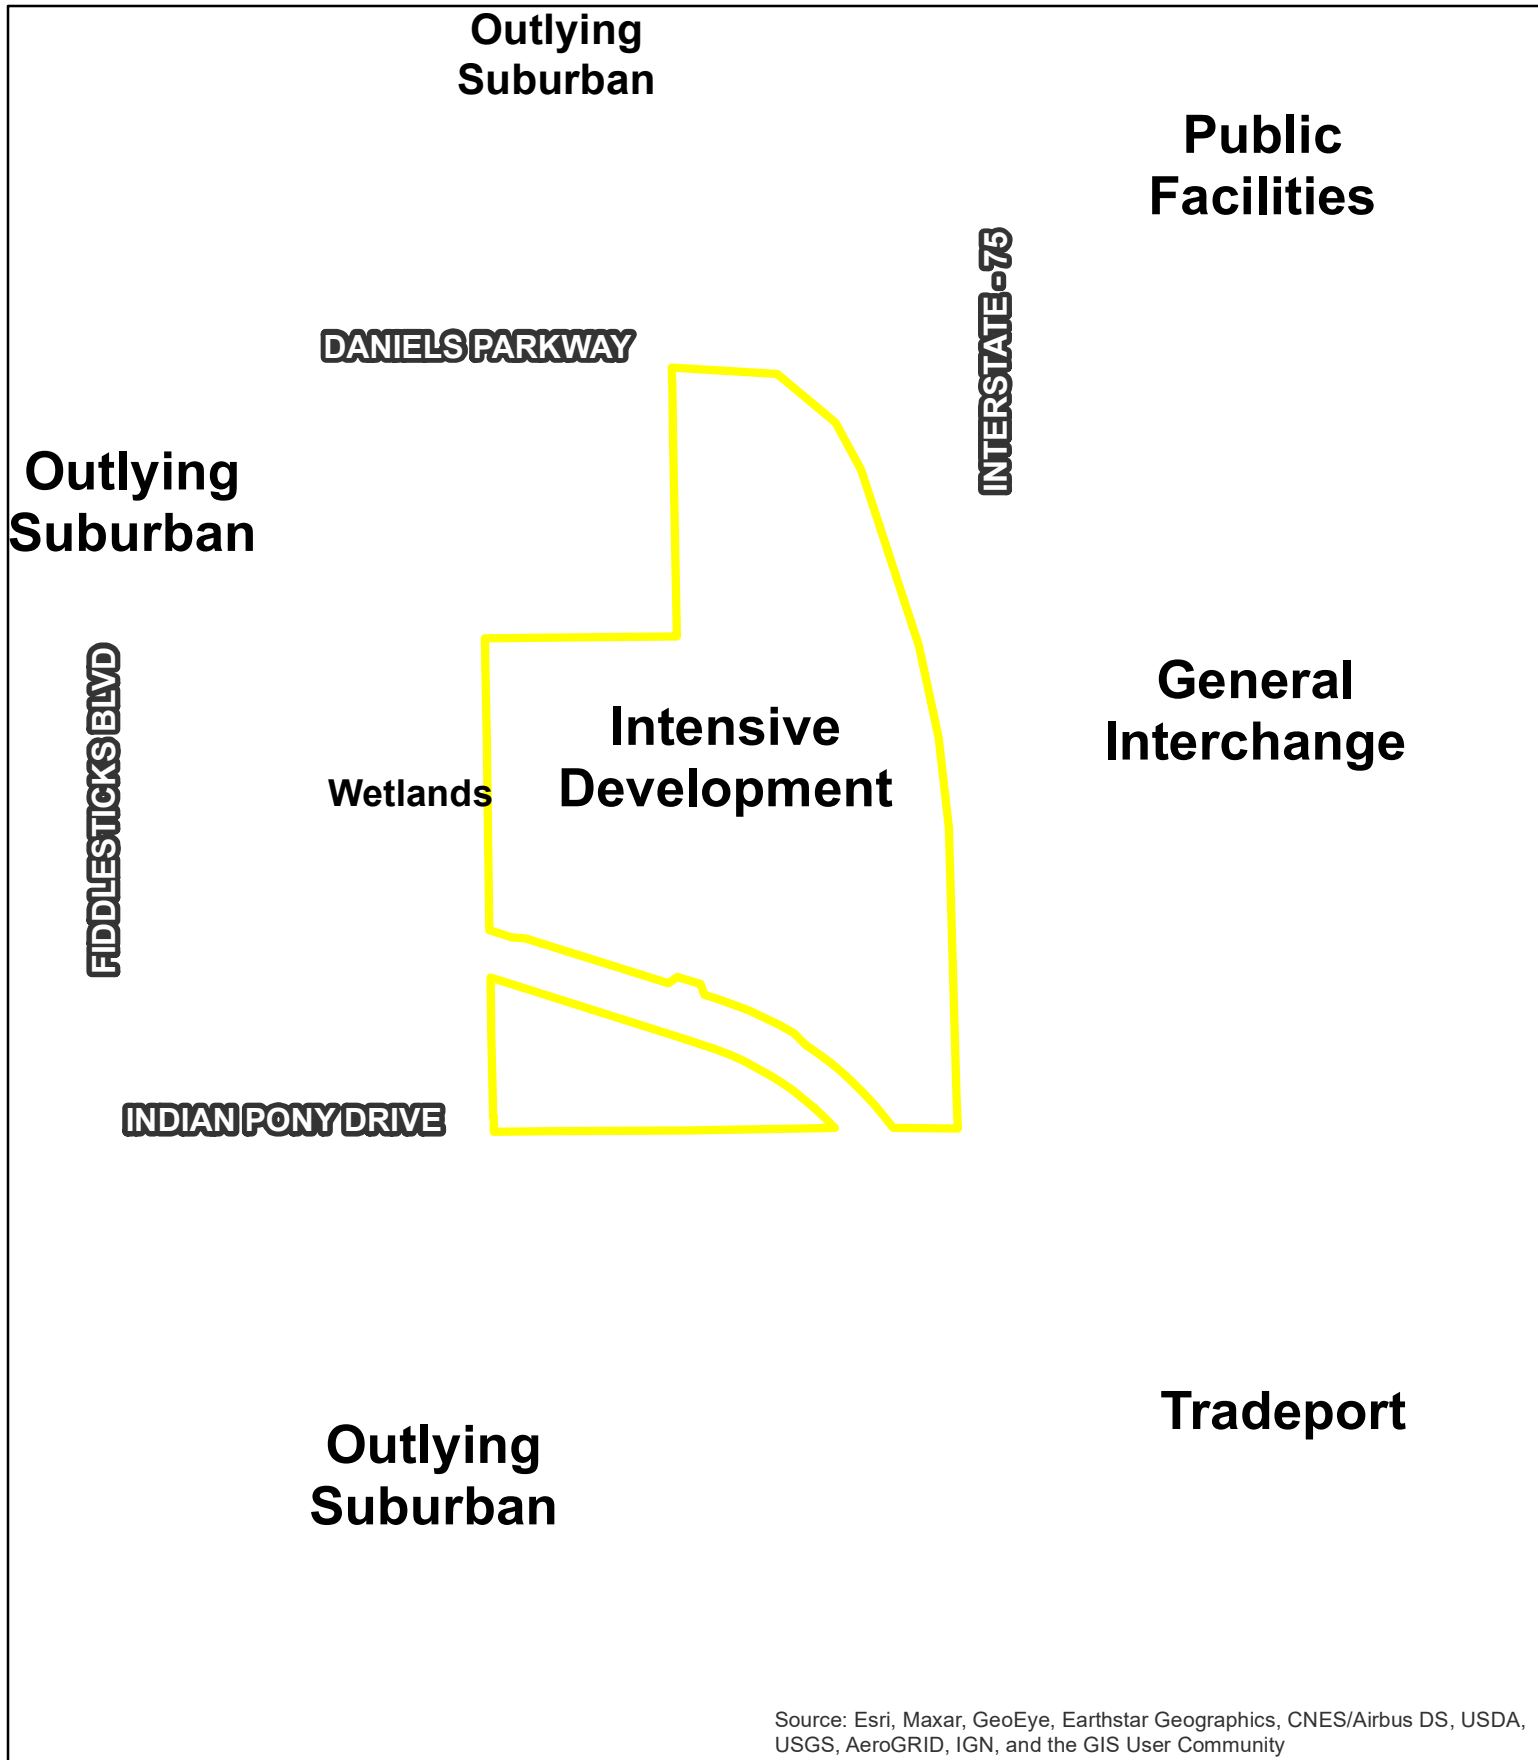 Outlying
Suburban
Public
Facilities
INTERSTATE - 75
DANIELS PARKWAY
Outlying
Suburban
FIDDLESTICKS BLVD
General
Interchange
Intensive
Development
Wetlands
INDIAN PONY DRIVE
Tradeport
Outlying
Suburban
Source: Esri, Maxar, GeoEye, Earthstar Geographics, CNES/Airbus DS, USDA,
USGS, AeroGRID, IGN, and the GIS User Community